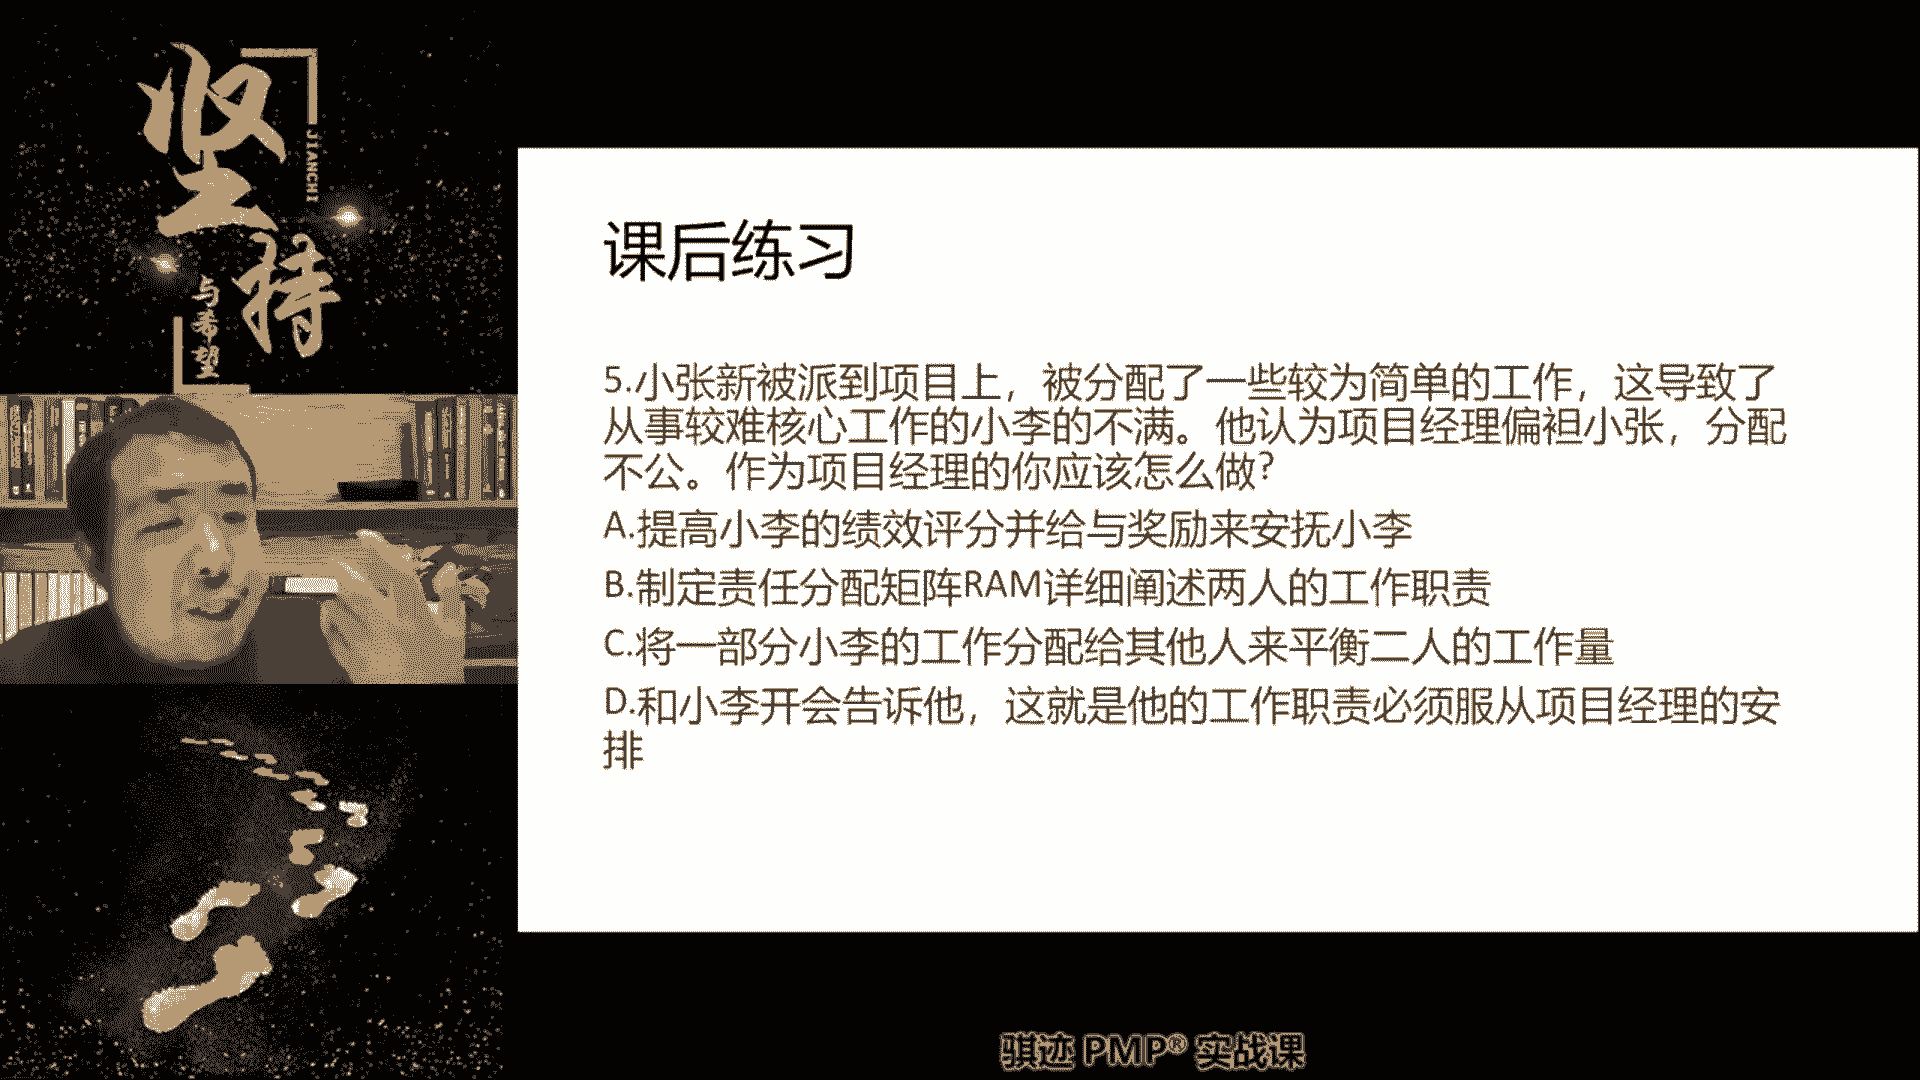 坚持
JIANCHI
与希望
课后练习
5.小张新被派到项目上，被分配了一些较为简单的工作，这导致了
从事较难核心工作的小李的不满。他认为项目经理偏袒小张，分配
不公。作为项目经理的你应该怎么做？
A.提高小李的绩效评分并给与奖励来安抚小李
B.制定责任分配矩阵RAM详细阐述两人的工作职责
C.将一部分小李的工作分配给其他人来平衡二人的工作量
D.和小李开会告诉他，这就是他的工作职责必须服从项目经理的安
排
骐迹 PMP® 实战课